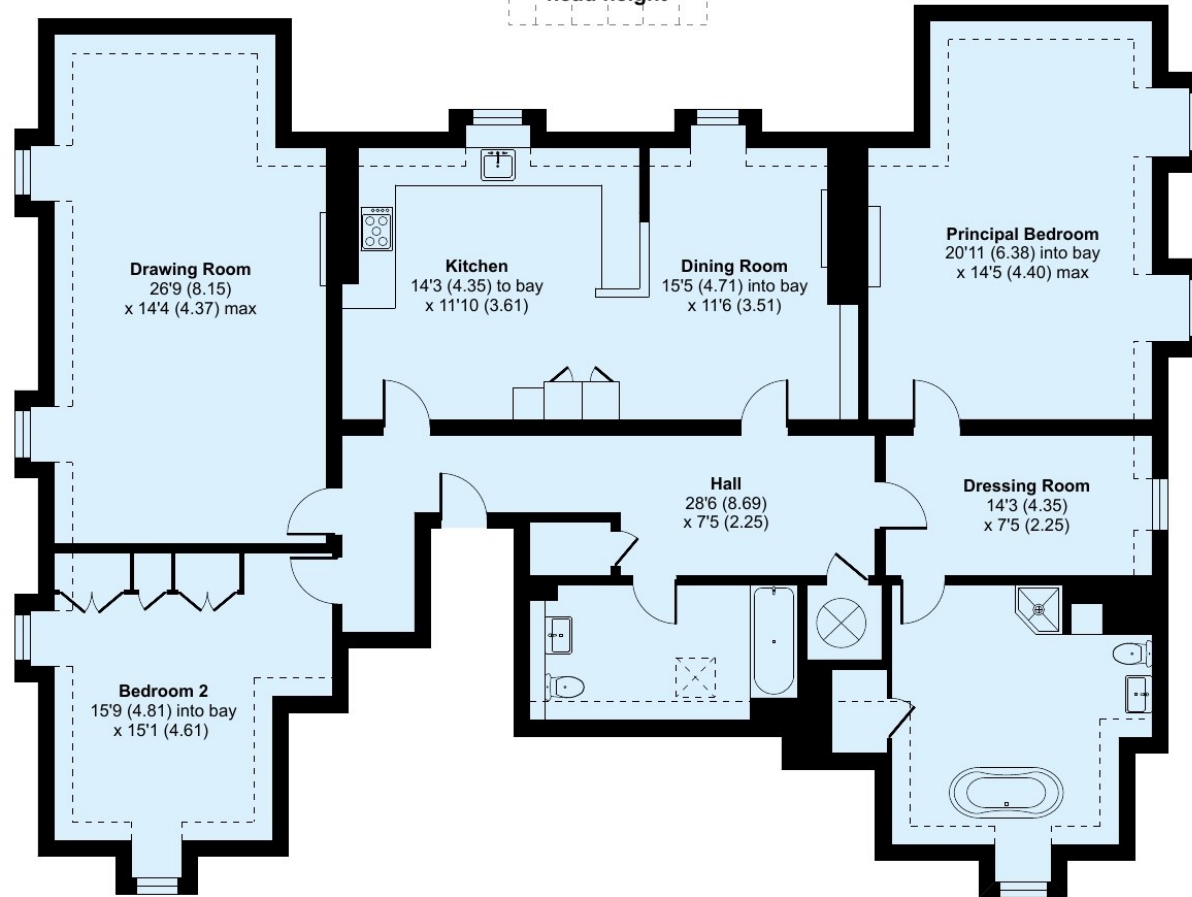 head height
Drawing Room
26'9 (8.15)
x 14'4 (4.37) max
Kitchen
14'3 (4.35) to bay
x 11'10 (3.61)
Dining Room
15'5 (4.71) into bay
x 11'6 (3.51)
Principal Bedroom
20'11 (6.38) into bay
x 14'5 (4.40) max
Hall
28'6 (8.69)
x 7'5 (2.25)
Dressing Room
14'3 (4.35)
x 7'5 (2.25)
Bedroom 2
15'9 (4.81) into bay
x 15'1 (4.61)